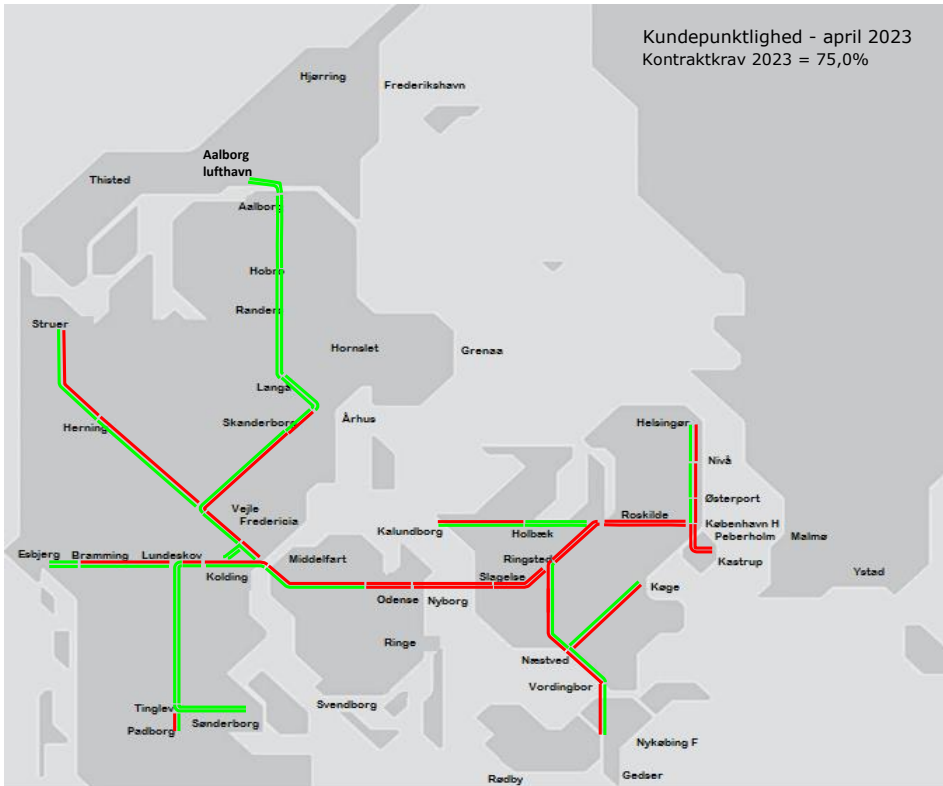 Kundepunktlighed - april 2023
Kontraktkrav 2023 = 75,0%
Hjørring
Frederikshavn
Aalborg
lufthavn
Thisted
Aalborg
Hobro
Randers
Struer
Hornslet
Grenaa
Langå
Skanderborg
Århus
Herning
Helsingør
Nivå
Østerport
Vejle
Roskilde
Fredericia
København H
Kalundborg
Holbæk
Peberholm
Malmø
Esbjerg
Bramming
Lundeskov
Middelfart
Ringsted
Kastrup
Kolding
Slagelse
Ystad
Køge
Odense
Nyborg
Ringe
Næstved
Vordingbor
Tinglev
Svendborg
Sønderborg
Padborg
Nykøbing F
Rødby
Gedser